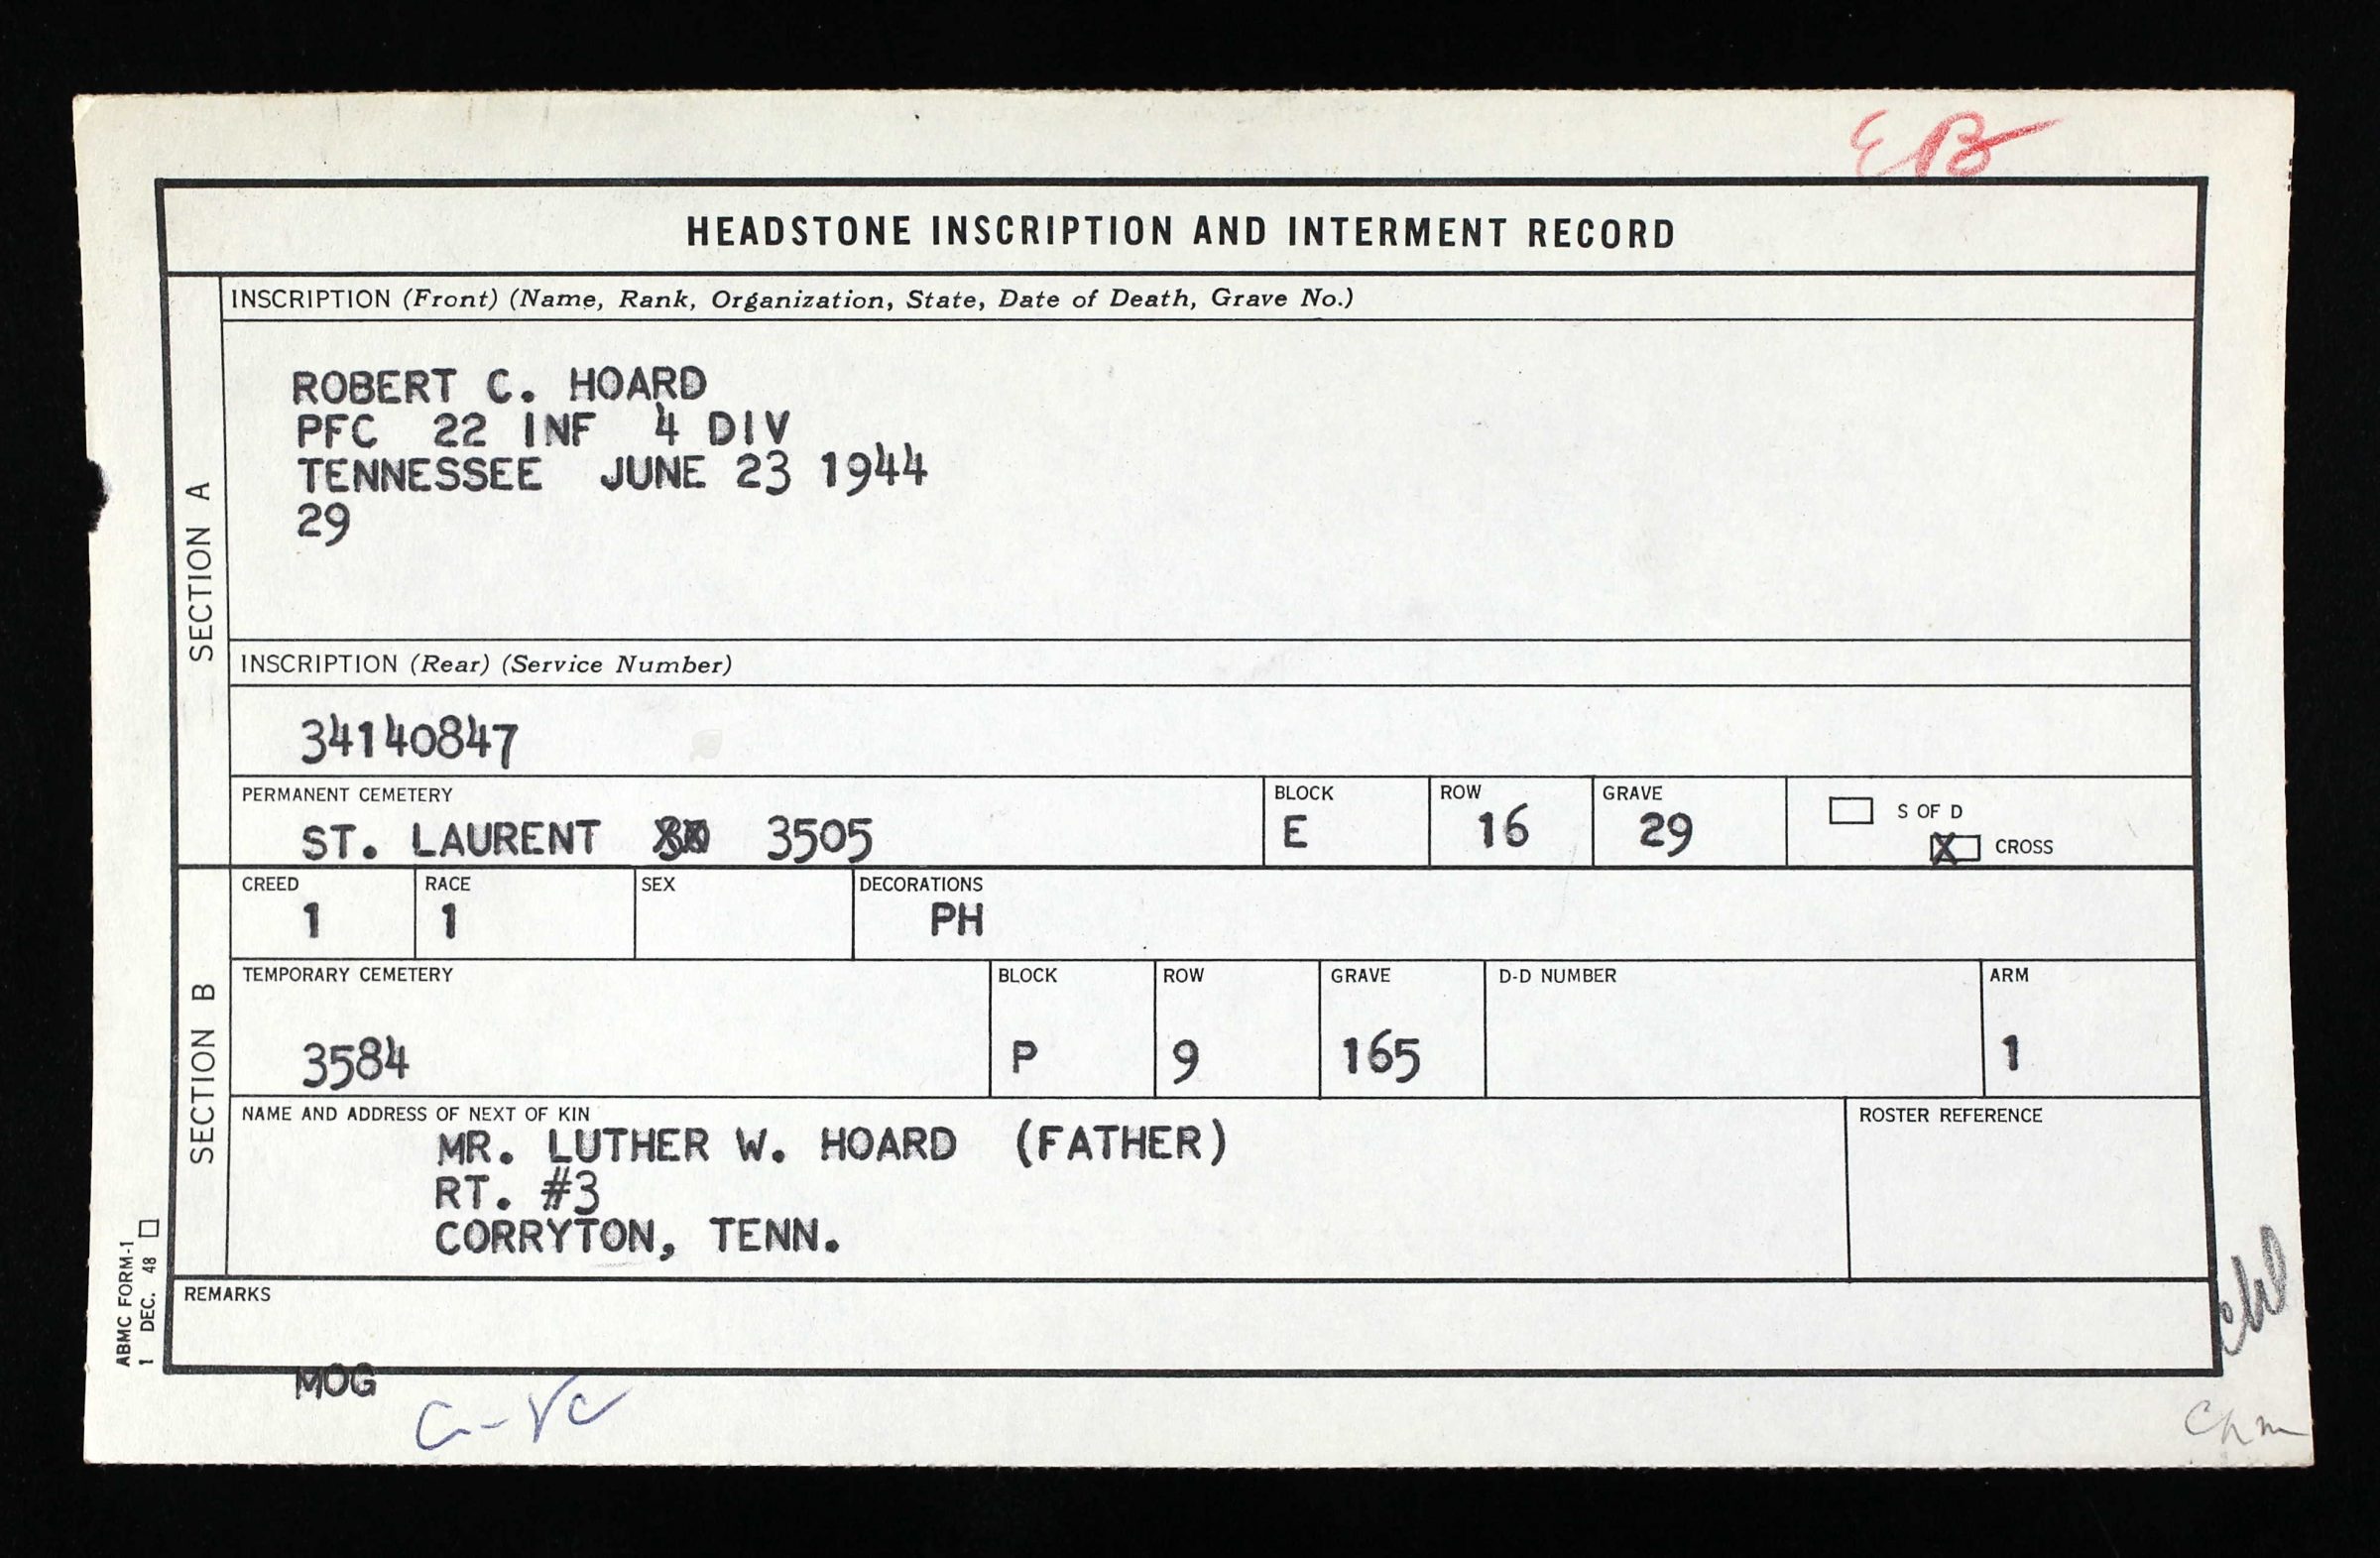 EB
HEADSTONE INSCRIPTION AND INTERMENT RECORD
SECTION A
INSCRIPTION (Front) (Name, Rank, Organization, State, Date of Death, Grave No.)
ROBERT C. HOARD
PFC 22 INF 4 DIV
TENNESSEE JUNE 23 1944
29
INSCRIPTION (Rear) (Service Number)
34140847
PERMANENT CEMETERY
ST. LAURENT 3505
BLOCK
E
ROW
16
GRAVE
29
S OF D
X CROSS
SECTION B
CREED
1
RACE
1
SEX
DECORATIONS
PH
TEMPORARY CEMETERY
3584
BLOCK
P
ROW
9
GRAVE
165
D-D NUMBER
ARM
1
NAME AND ADDRESS OF NEXT OF KIN
MR. LUTHER W. HOARD (FATHER)
RT. #3
CORRYTON, TENN.
ROSTER REFERENCE
REMARKS
ABMC FORM-1
1 DEC. 48
MOG